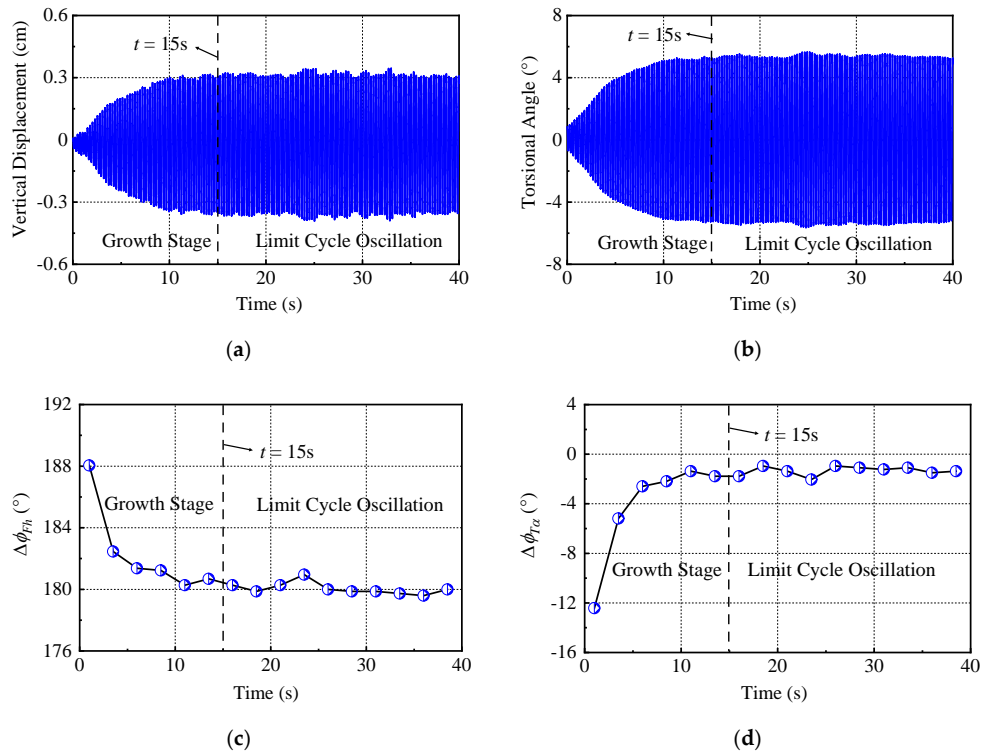 0.6
0.3
0
-0.3
-0.6
Vertical Displacement (cm)
t = 15s
Growth Stage
Limit Cycle Oscillation
0
10
20
30
40
Time (s)
(a)
8
4
0
-4
-8
Torsional Angle (°)
t = 15s
Growth Stage
Limit Cycle Oscillation
0
10
20
30
40
Time (s)
(b)
192
188
184
180
176
Δϕ_Fh (°)
t = 15s
Growth Stage
Limit Cycle Oscillation
0
10
20
30
40
Time (s)
(c)
4
0
-4
-8
-12
-16
Δϕ_Tα (°)
t = 15s
Growth Stage
Limit Cycle Oscillation
0
10
20
30
40
Time (s)
(d)